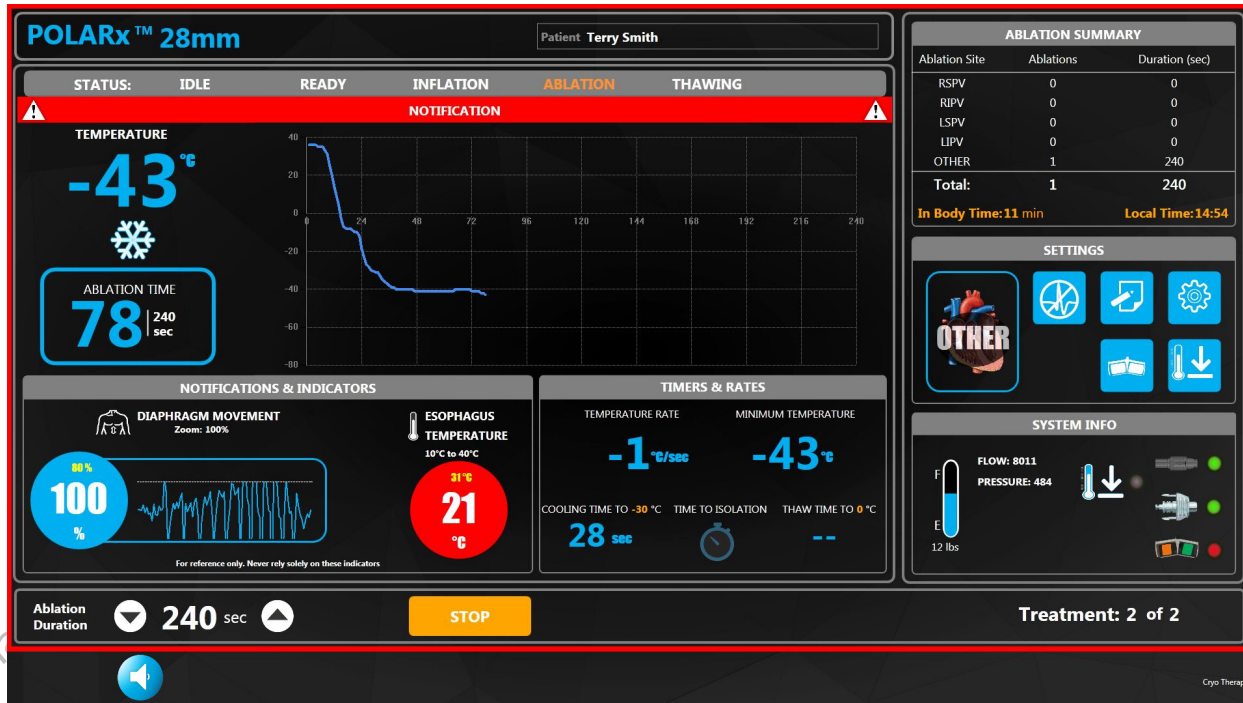 POLARx™ 28mm
Patient Terry Smith
STATUS: IDLE READY INFLATION ABLATION THAWING
NOTIFICATION
TEMPERATURE
-43°C
ABLATION TIME
78 240 sec
40
20
0
-20
-40
-60
-80
0 24 48 72 96 120 144 168 192 216 240
NOTIFICATIONS & INDICATORS
DIAPHRAGM MOVEMENT
Zoom: 100%
80 %
100
%
ESOPHAGUS
TEMPERATURE
10°C to 40°C
31°C
21
°C
For reference only. Never rely solely on these indicators
TIMERS & RATES
TEMPERATURE RATE MINIMUM TEMPERATURE
-1 °C/sec -43°C
COOLING TIME TO -30 °C TIME TO ISOLATION THAW TIME TO 0 °C
28 sec --
ABLATION SUMMARY
Ablation Site Ablations Duration (sec)
RSPV 0 0
RIPV 0 0
LSPV 0 0
LIPV 0 0
OTHER 1 240
Total: 1 240
In Body Time:11 min Local Time:14:54
SETTINGS
OTHER
SYSTEM INFO
F
E
12 lbs
FLOW: 8011
PRESSURE: 484
Ablation
Duration
240 sec
STOP
Treatment: 2 of 2